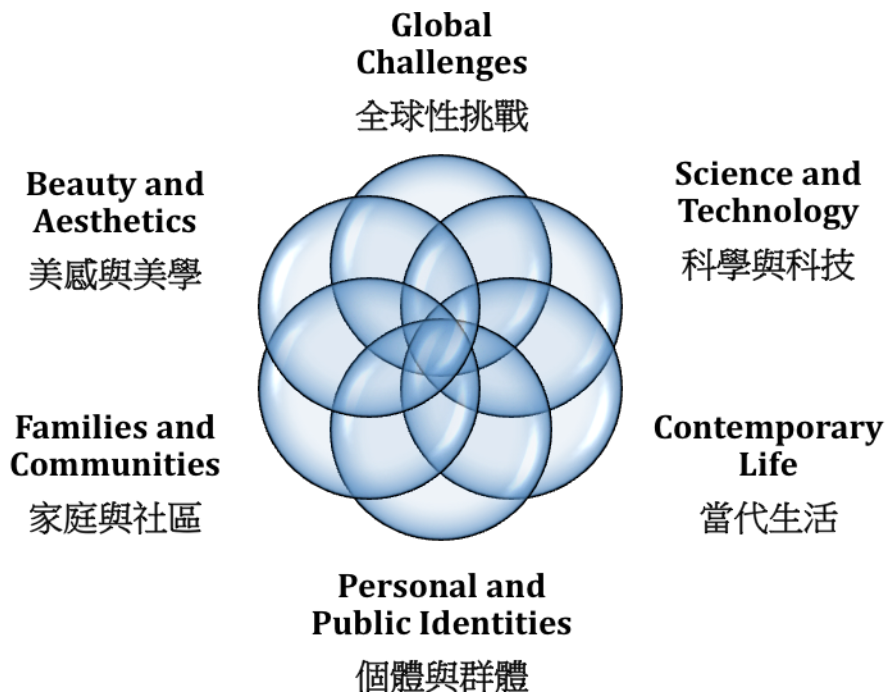 Global
Challenges
全球性挑戰
Beauty and
Aesthetics
美感與美學
Science and
Technology
科學與科技
Families and
Communities
家庭與社區
Contemporary
Life
當代生活
Personal and
Public Identities
個體與群體